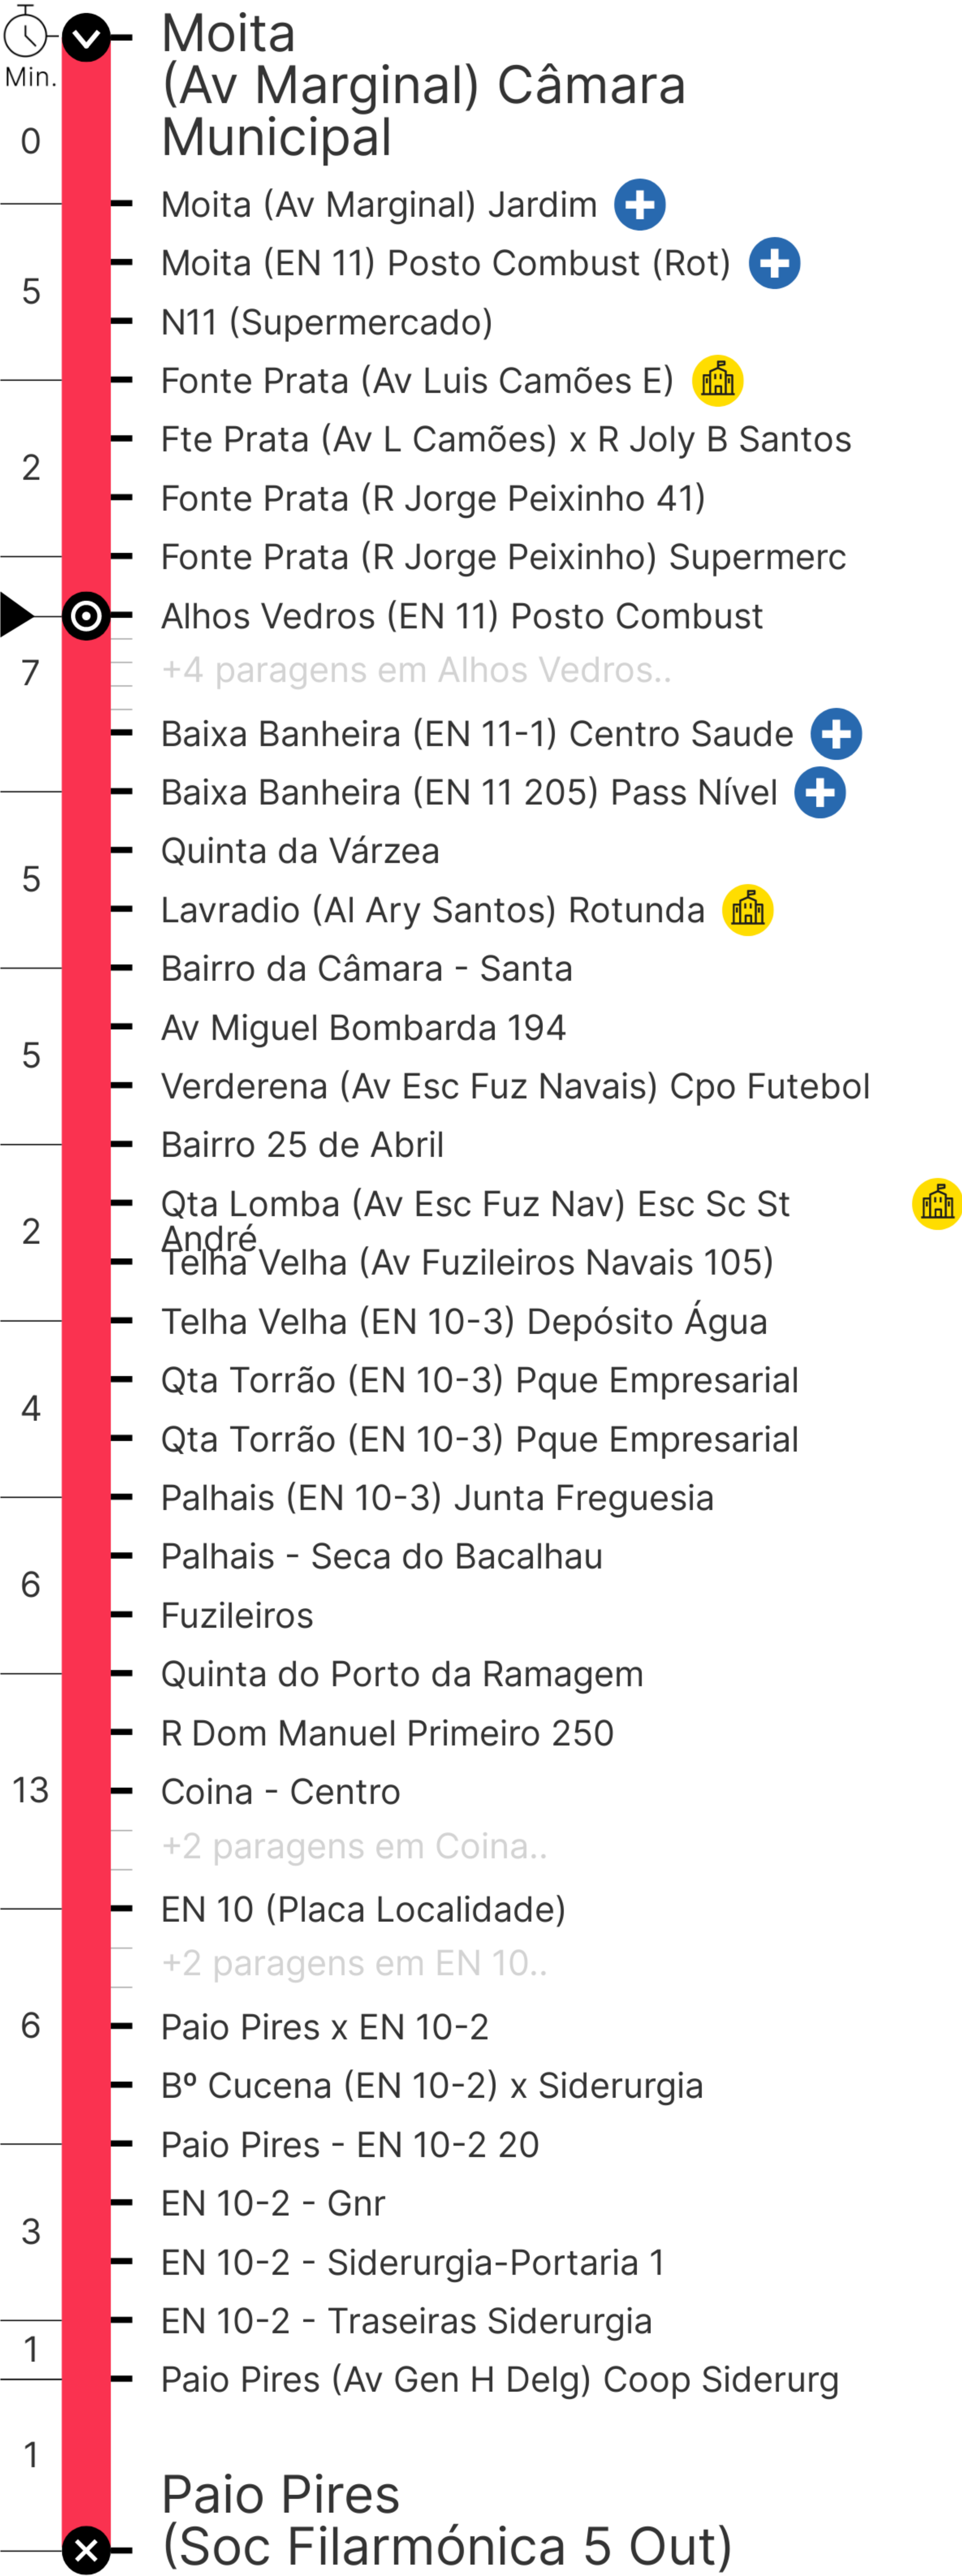 Moita
Min.
(Av Marginal) Câmara
Municipal
0
Moita (Av Marginal) Jardim
Moita (EN 11) Posto Combust (Rot)
5
N11 (Supermercado)
Fonte Prata (Av Luis Camões E)
Fte Prata (Av L Camões) x R Joly B Santos
2
Fonte Prata (R Jorge Peixinho 41)
Fonte Prata (R Jorge Peixinho) Supermerc
Alhos Vedros (EN 11) Posto Combust
7
+4 paragens em Alhos Vedros..
Baixa Banheira (EN 11-1) Centro Saude
Baixa Banheira (EN 11 205) Pass Nível
Quinta da Várzea
5
Lavradio (Al Ary Santos) Rotunda
Bairro da Câmara - Santa
Av Miguel Bombarda 194
5
Verderena (Av Esc Fuz Navais) Cpo Futebol
Bairro 25 de Abril
Qta Lomba (Av Esc Fuz Nav) Esc Sc St
André
2
Telha Velha (Av Fuzileiros Navais 105)
Telha Velha (EN 10-3) Depósito Água
Qta Torrão (EN 10-3) Pque Empresarial
4
Qta Torrão (EN 10-3) Pque Empresarial
Palhais (EN 10-3) Junta Freguesia
Palhais - Seca do Bacalhau
6
Fuzileiros
Quinta do Porto da Ramagem
R Dom Manuel Primeiro 250
13
Coina - Centro
+2 paragens em Coina..
EN 10 (Placa Localidade)
+2 paragens em EN 10..
6
Paio Pires x EN 10-2
Bº Cucena (EN 10-2) x Siderurgia
Paio Pires - EN 10-2 20
EN 10-2 - Gnr
3
EN 10-2 - Siderurgia-Portaria 1
EN 10-2 - Traseiras Siderurgia
1
Paio Pires (Av Gen H Delg) Coop Siderurg
1
Paio Pires
(Soc Filarmónica 5 Out)